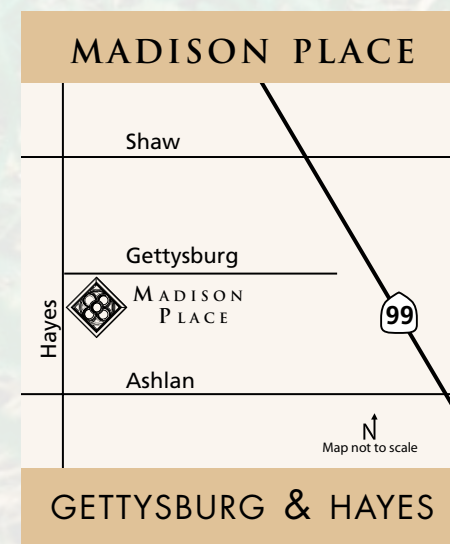 MADISON PLACE
Shaw
Gettysburg
MADISON
PLACE
Hayes
99
Ashlan
N
Map not to scale
GETTYSBURG & HAYES